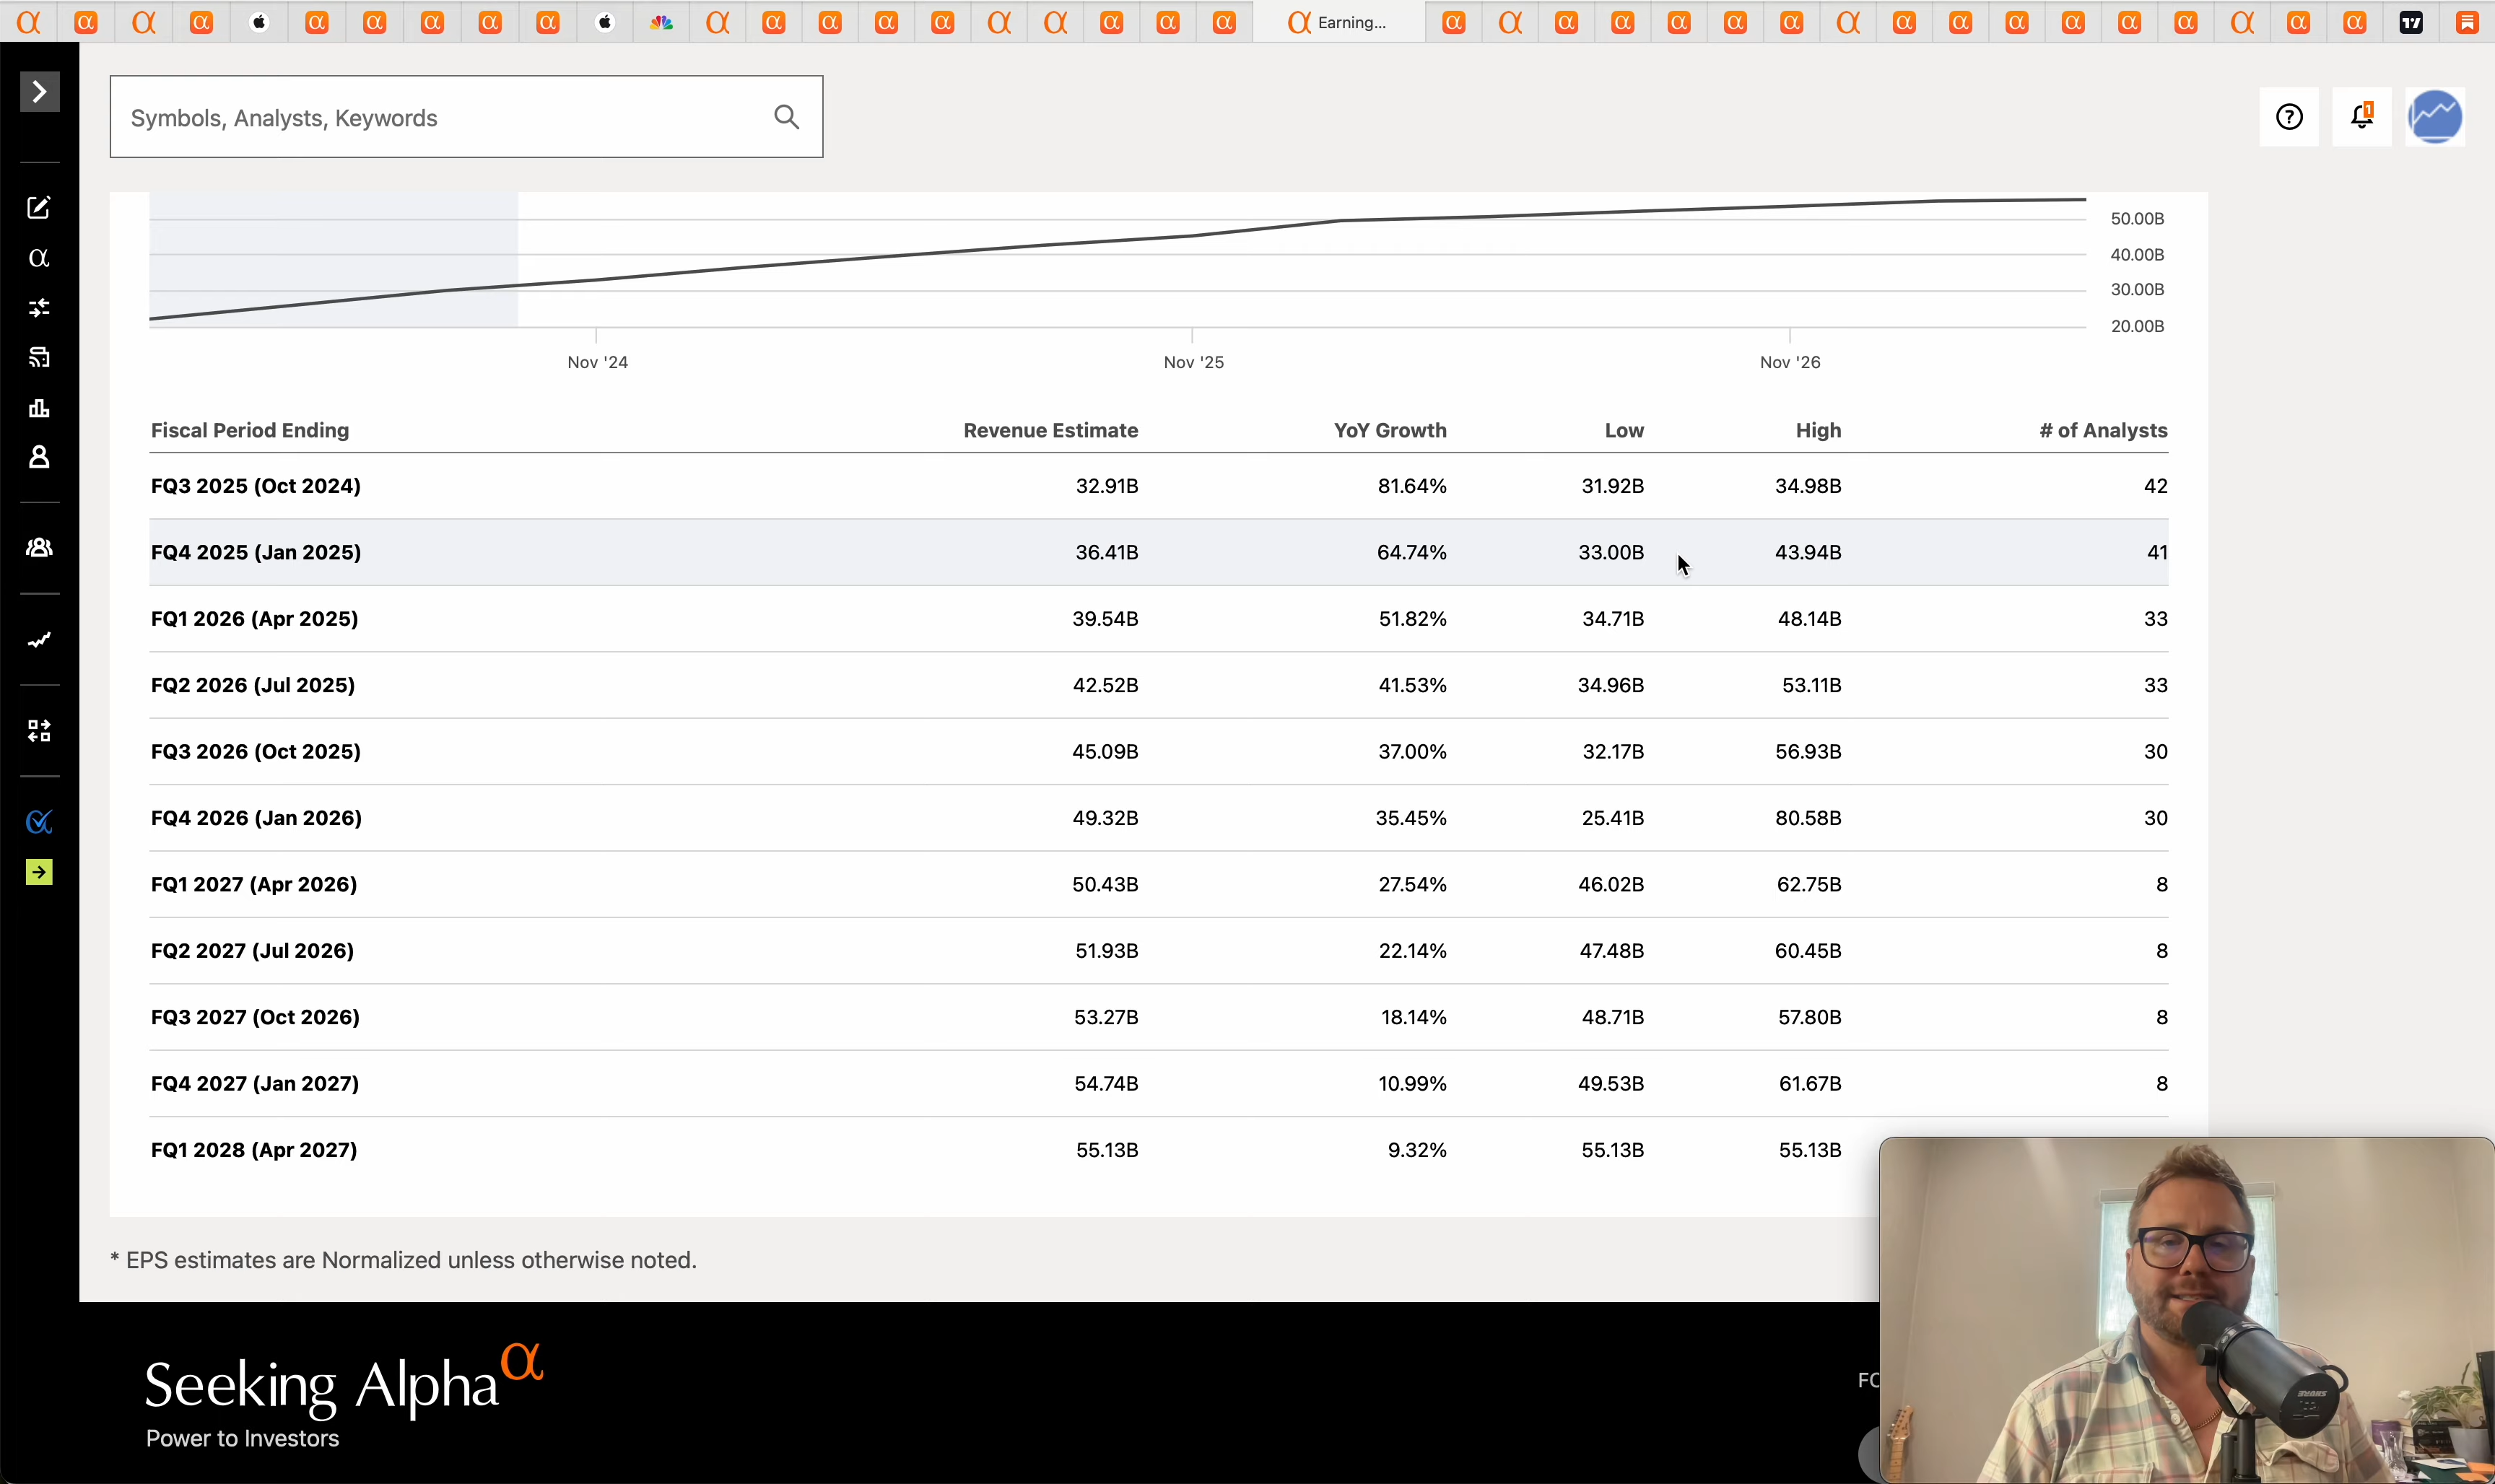 Earning...
Symbols, Analysts, Keywords
1
50.00B
40.00B
30.00B
20.00B
Nov '24 Nov '25 Nov '26
Fiscal Period Ending Revenue Estimate YoY Growth Low High # of Analysts
FQ3 2025 (Oct 2024) 32.91B 81.64% 31.92B 34.98B 42
FQ4 2025 (Jan 2025) 36.41B 64.74% 33.00B 43.94B 41
FQ1 2026 (Apr 2025) 39.54B 51.82% 34.71B 48.14B 33
FQ2 2026 (Jul 2025) 42.52B 41.53% 34.96B 53.11B 33
FQ3 2026 (Oct 2025) 45.09B 37.00% 32.17B 56.93B 30
FQ4 2026 (Jan 2026) 49.32B 35.45% 25.41B 80.58B 30
FQ1 2027 (Apr 2026) 50.43B 27.54% 46.02B 62.75B 8
FQ2 2027 (Jul 2026) 51.93B 22.14% 47.48B 60.45B 8
FQ3 2027 (Oct 2026) 53.27B 18.14% 48.71B 57.80B 8
FQ4 2027 (Jan 2027) 54.74B 10.99% 49.53B 61.67B 8
FQ1 2028 (Apr 2027) 55.13B 9.32% 55.13B 55.13B
* EPS estimates are Normalized unless otherwise noted.
Seeking Alpha α
Power to Investors
FO
SHURE